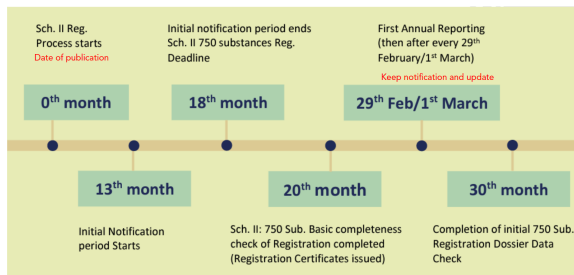 Sch. II Reg.
Process starts
Date of publication
0th month
Initial notification period ends
Sch. II 750 substances Reg.
Deadline
18th month
First Annual Reporting
(then after every 29th
February/1st March)
Keep notification and update
29th Feb/1st March
13th month
Initial Notification
period Starts
20th month
Sch. II: 750 Sub. Basic completeness
check of Registration completed
(Registration Certificates issued)
30th month
Completion of initial 750 Sub.
Registration Dossier Data
Check